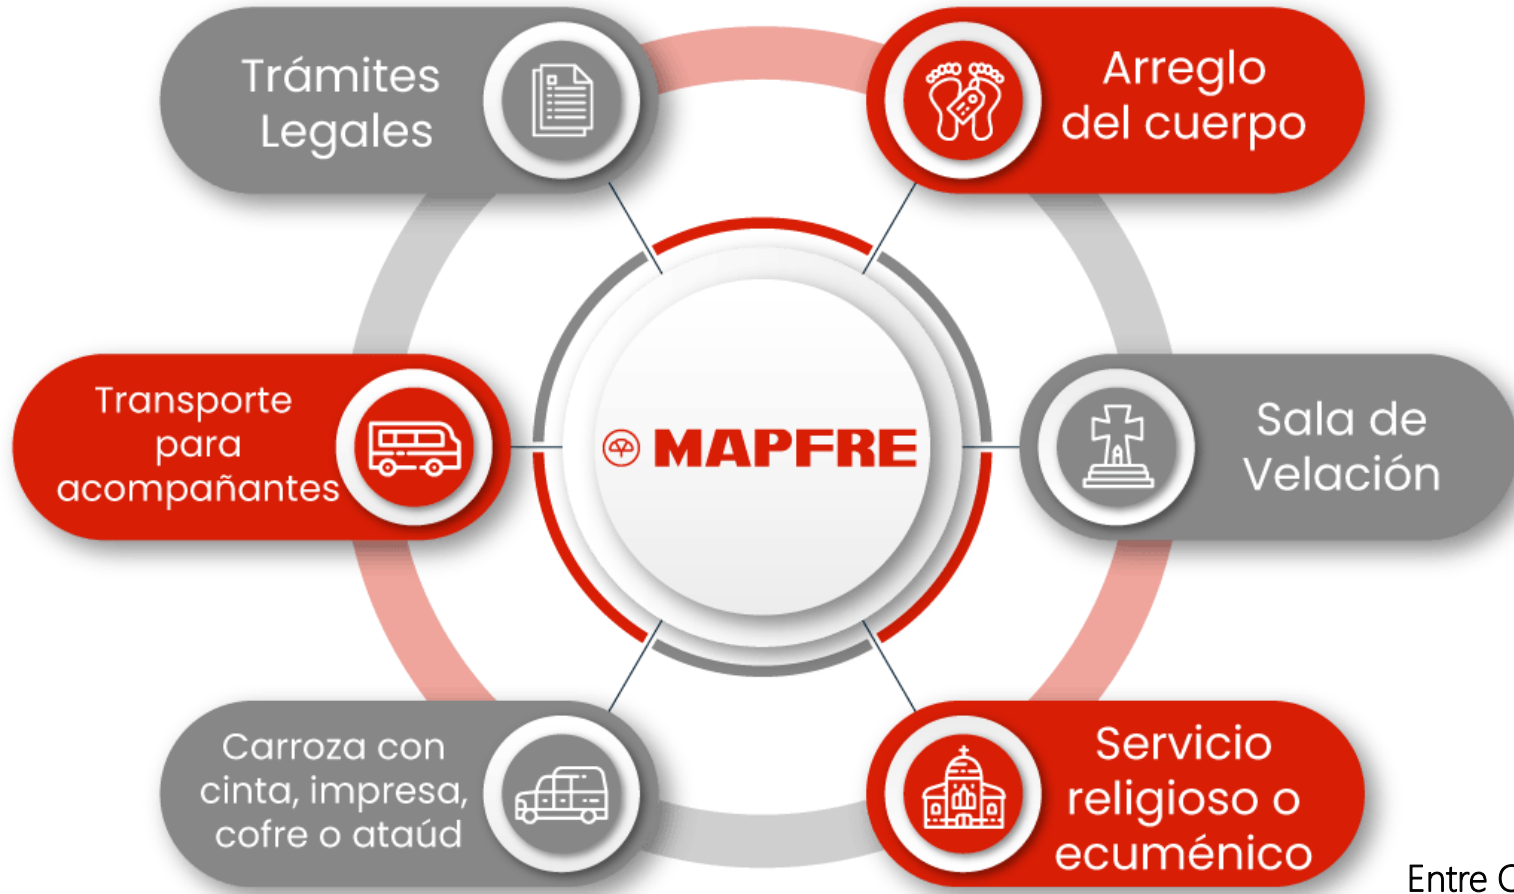 Trámites
Legales
Arreglo
del cuerpo
Transporte
para
acompañantes
MAPFRE
Sala de
Velación
Carroza con
cinta, impresa,
cofre o ataúd
Servicio
religioso o
ecuménico
Entre